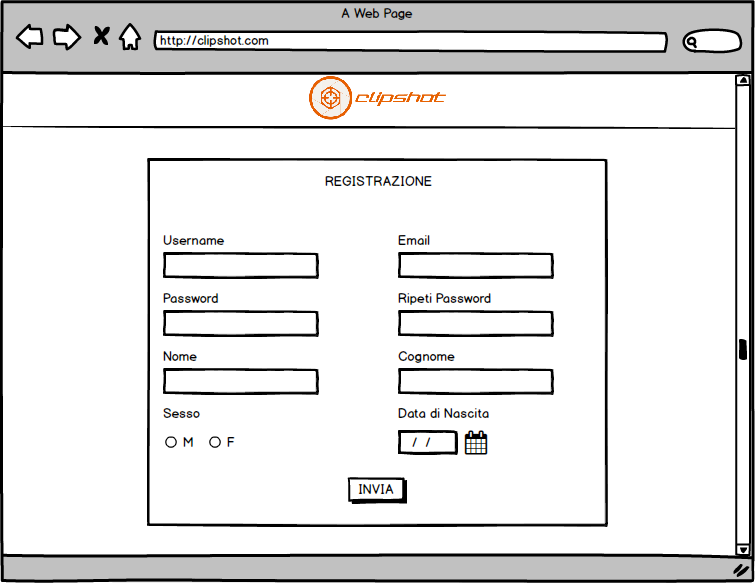 A Web Page
http://clipshot.com
clipshot
REGISTRAZIONE
Username Email
Password Ripeti Password
Nome Cognome
Sesso Data di Nascita
M F / /
INVIA